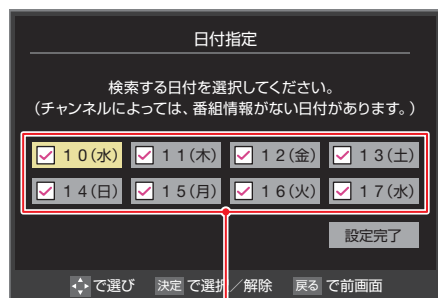 日付指定
検索する日付を選択してください。
(チャンネルによっては、番組情報がない日付があります。)
10(水) 11(木) 12(金) 13(土)
14(日) 15(月) 16(火) 17(水)
設定完了
で選び 決定 で選択/解除 戻る で前画面